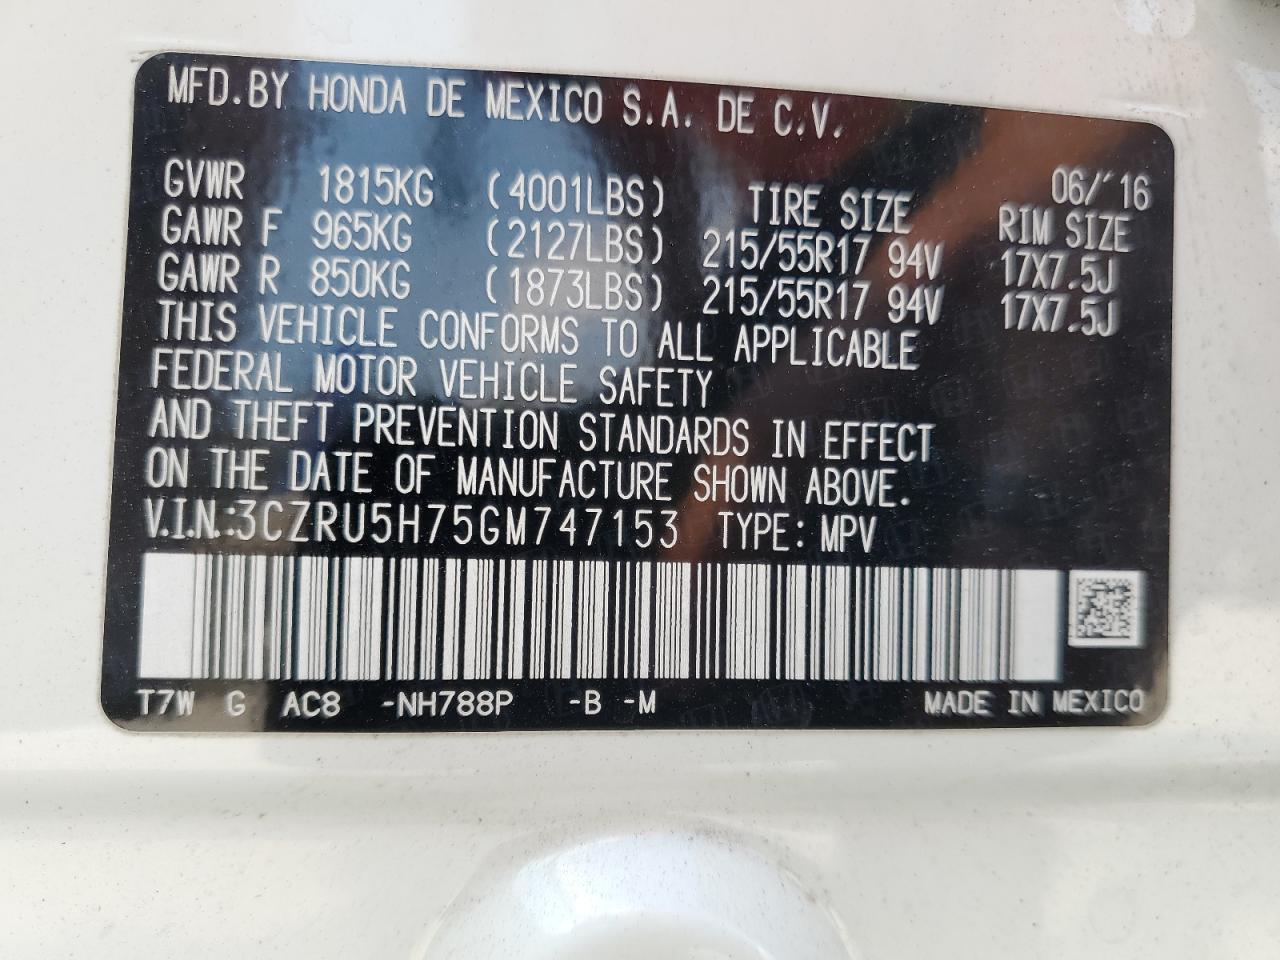 MFD.BY HONDA DE MEXICO S.A. DE C.V.
06/'16
GVWR 1815KG (4001LBS) TIRE SIZE RIM SIZE
GAWR F 965KG (2127LBS) 215/55R17 94V 17X7.5J
GAWR R 850KG (1873LBS) 215/55R17 94V 17X7.5J
THIS VEHICLE CONFORMS TO ALL APPLICABLE
FEDERAL MOTOR VEHICLE SAFETY
AND THEFT PREVENTION STANDARDS IN EFFECT
ON THE DATE OF MANUFACTURE SHOWN ABOVE.
V.I.N.:3CZRU5H75GM747153 TYPE: MPV
T7W G AC8 -NH788P -B -M MADE IN MEXICO